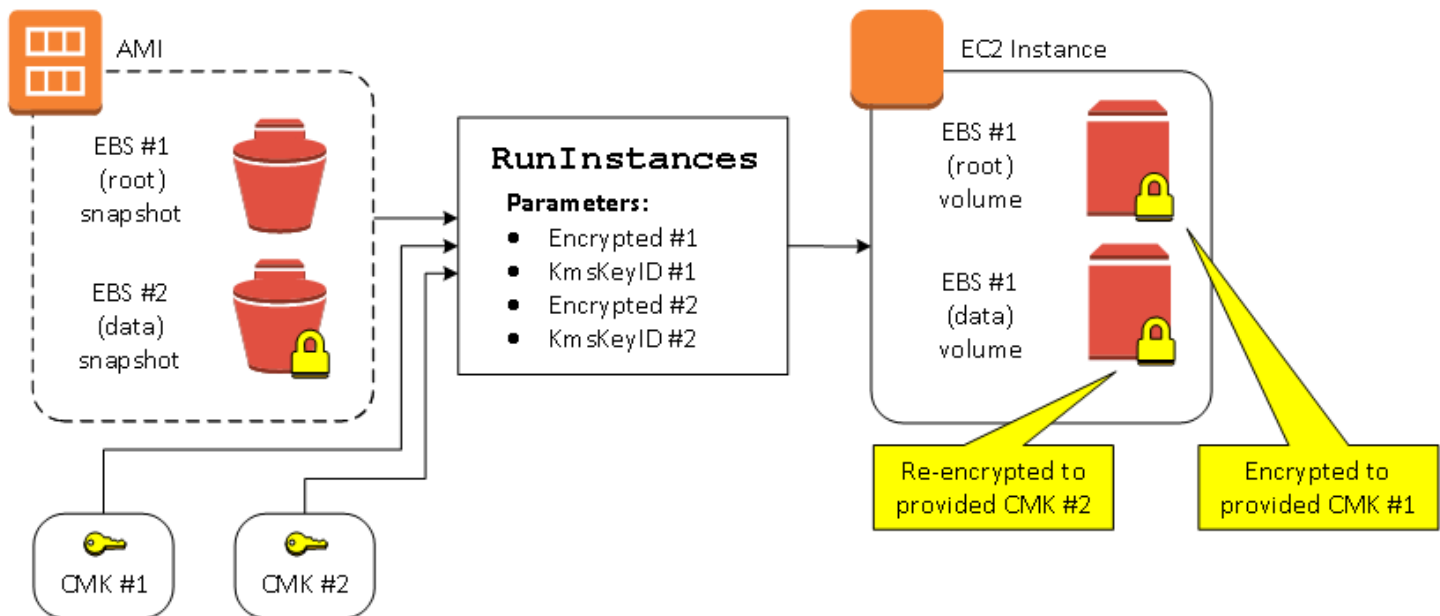 AMI
EBS #1
(root)
snapshot
EBS #2
(data)
snapshot
CMK #1
CMK #2
RunInstances
Parameters:
• Encrypted #1
• KmsKeyID #1
• Encrypted #2
• KmsKeyID #2
EC2 Instance
EBS #1
(root)
volume
EBS #1
(data)
volume
Re-encrypted to
provided CMK #2
Encrypted to
provided CMK #1